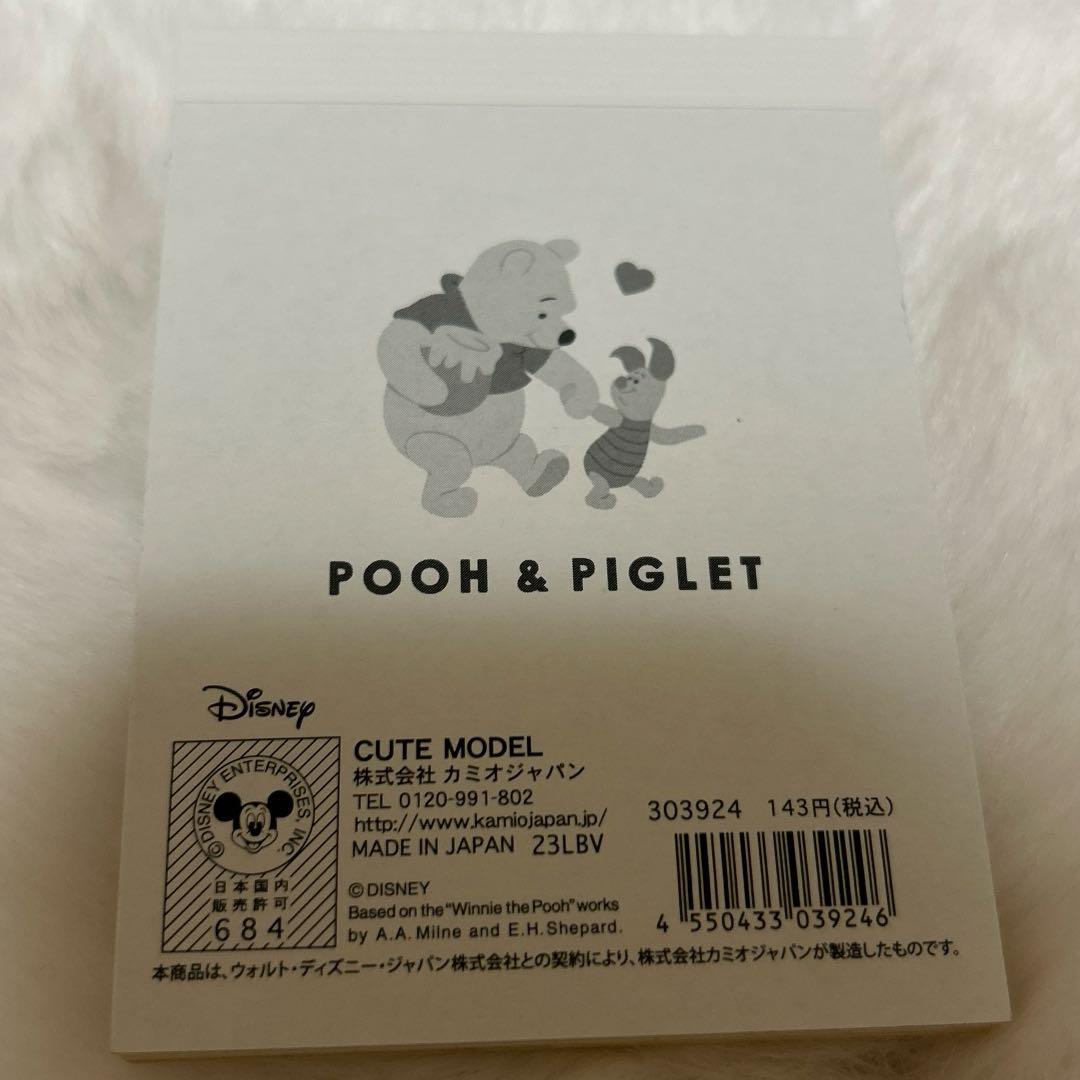 POOH & PIGLET
Disney
©DISNEY ENTERPRISES, INC.
日本国内
販売許可
684
CUTE MODEL
株式会社 カミオジャパン
TEL 0120-991-802
http://www.kamiojapan.jp/
MADE IN JAPAN 23LBV
©DISNEY
Based on the "Winnie the Pooh" works
by A.A. Milne and E.H. Shepard.
303924 143円(税込)
4 550433 039246
本商品は、ウォルト・ディズニー・ジャパン株式会社との契約により、株式会社カミオジャパンが製造したものです。